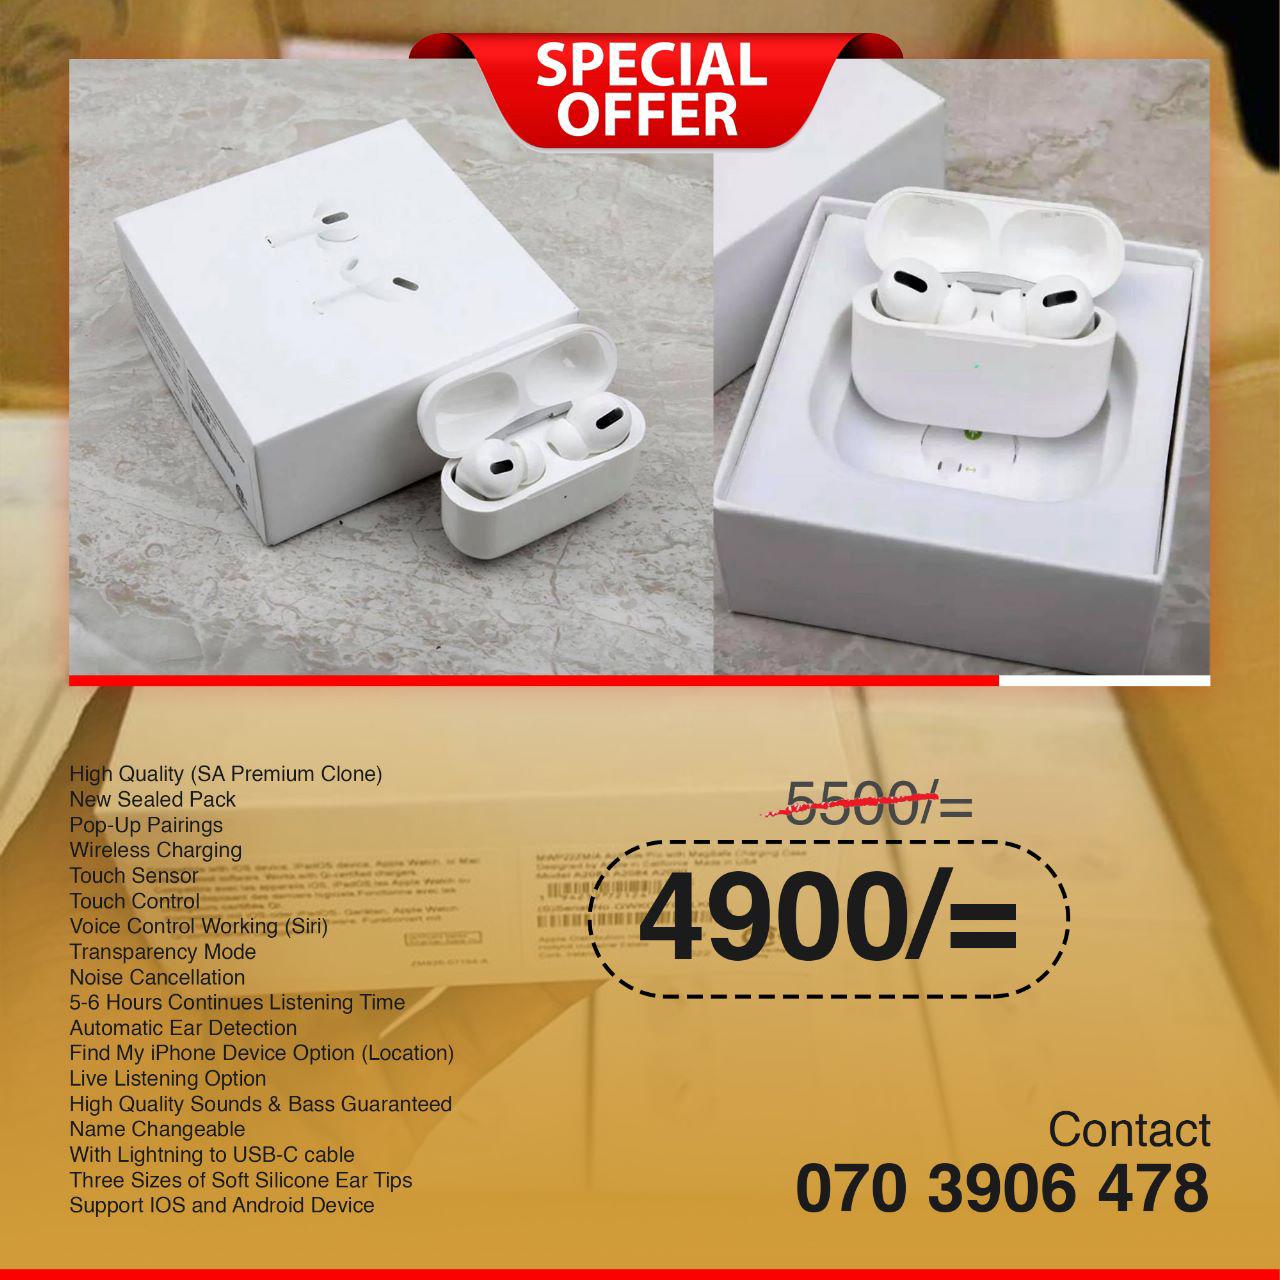 SPECIAL
OFFER
High Quality (SA Premium Clone)
New Sealed Pack
Pop-Up Pairings
Wireless Charging
Touch Sensor
Touch Control
Voice Control Working (Siri)
Transparency Mode
Noise Cancellation
5-6 Hours Continues Listening Time
Automatic Ear Detection
Find My iPhone Device Option (Location)
Live Listening Option
High Quality Sounds & Bass Guaranteed
Name Changeable
With Lightning to USB-C cable
Three Sizes of Soft Silicone Ear Tips
Support IOS and Android Device
5500/=
4900/=
Contact
070 3906 478